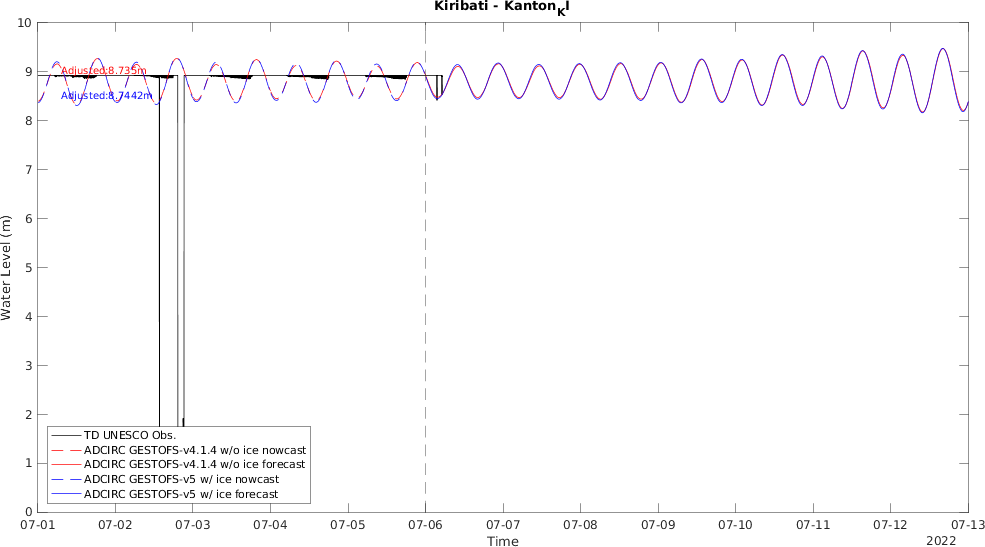 Kiribati - Kanton_KI
10
9
8
7
6
5
4
3
2
1
0
Water Level (m)
Adjusted:8.735m
Adjusted:8.7442m
TD UNESCO Obs.
ADCIRC GESTOFS-v4.1.4 w/o ice nowcast
ADCIRC GESTOFS-v4.1.4 w/o ice forecast
ADCIRC GESTOFS-v5 w/ ice nowcast
ADCIRC GESTOFS-v5 w/ ice forecast
07-01 07-02 07-03 07-04 07-05 07-06 07-07 07-08 07-09 07-10 07-11 07-12 07-13
Time
2022